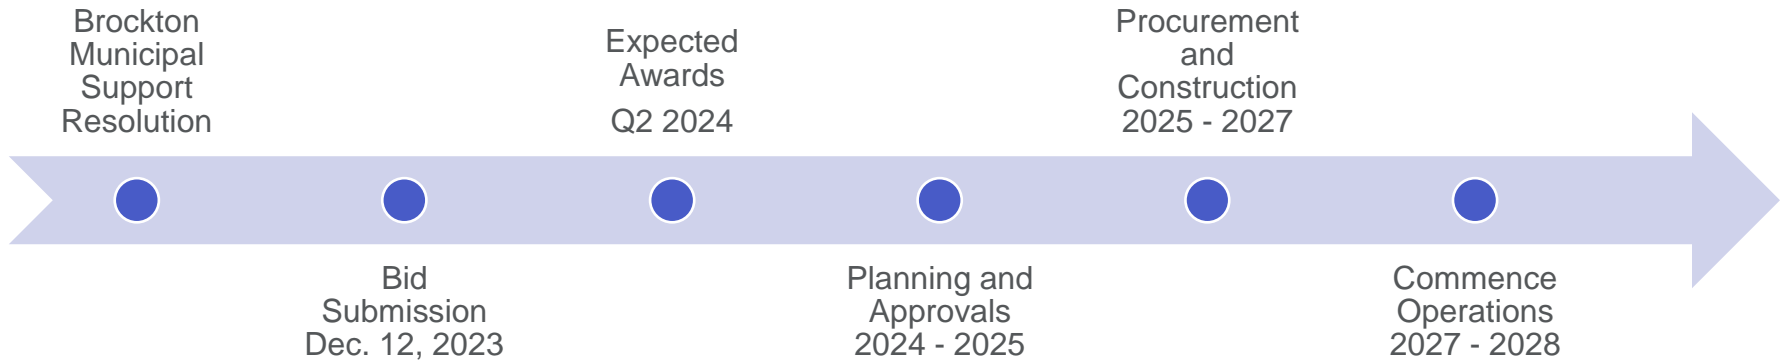 Brockton
Municipal
Support
Resolution
Bid
Submission
Dec. 12, 2023
Expected
Awards
Q2 2024
Planning and
Approvals
2024 - 2025
Procurement
and
Construction
2025 - 2027
Commence
Operations
2027 - 2028